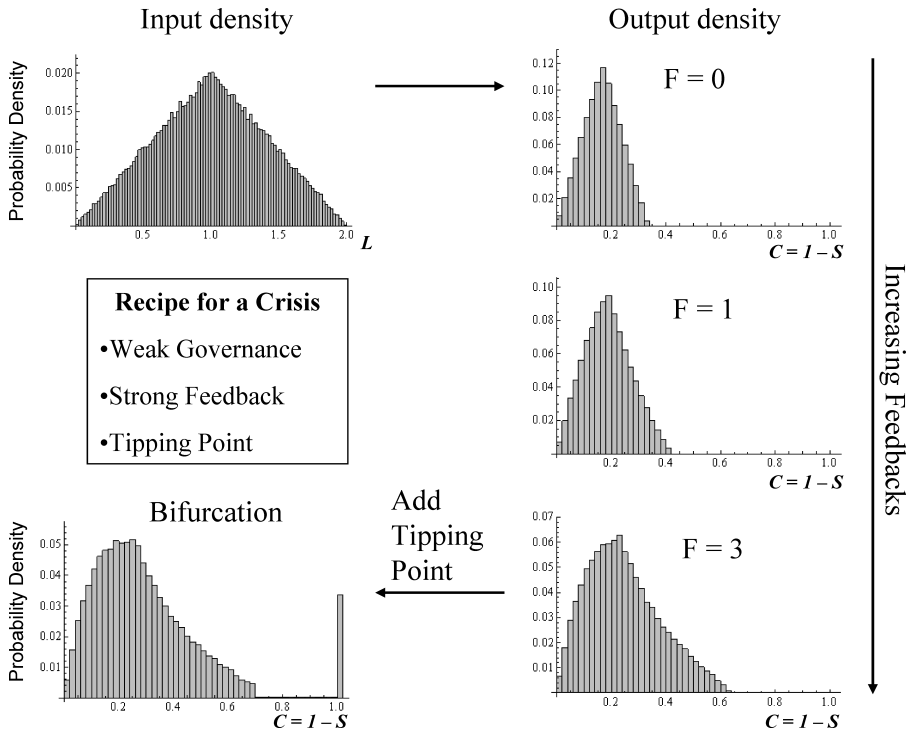 Input density
Output density
Probability Density
0.020
0.015
0.010
0.005
0.5
1.0
1.5
2.0
L
0.12
0.10
0.08
0.06
0.04
0.02
F = 0
0.2
0.4
0.6
0.8
1.0
C = 1 – S
Recipe for a Crisis
•Weak Governance
•Strong Feedback
•Tipping Point
0.10
0.08
0.06
0.04
0.02
F = 1
0.2
0.4
0.6
0.8
1.0
C = 1 – S
Increasing Feedbacks
Bifurcation
Probability Density
0.05
0.04
0.03
0.02
0.01
0.2
0.4
0.6
0.8
1.0
C = 1 – S
Add
Tipping
Point
0.07
0.06
0.05
0.04
0.03
0.02
0.01
F = 3
0.2
0.4
0.6
0.8
1.0
C = 1 – S